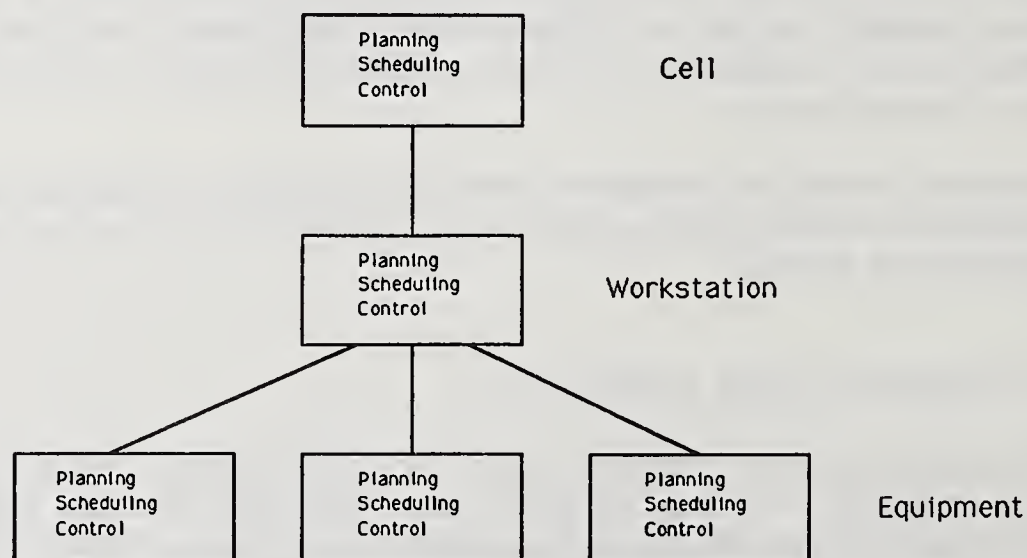 Planning
Scheduling
Control
Cell
Planning
Scheduling
Control
Workstation
Planning
Scheduling
Control
Planning
Scheduling
Control
Planning
Scheduling
Control
Equipment